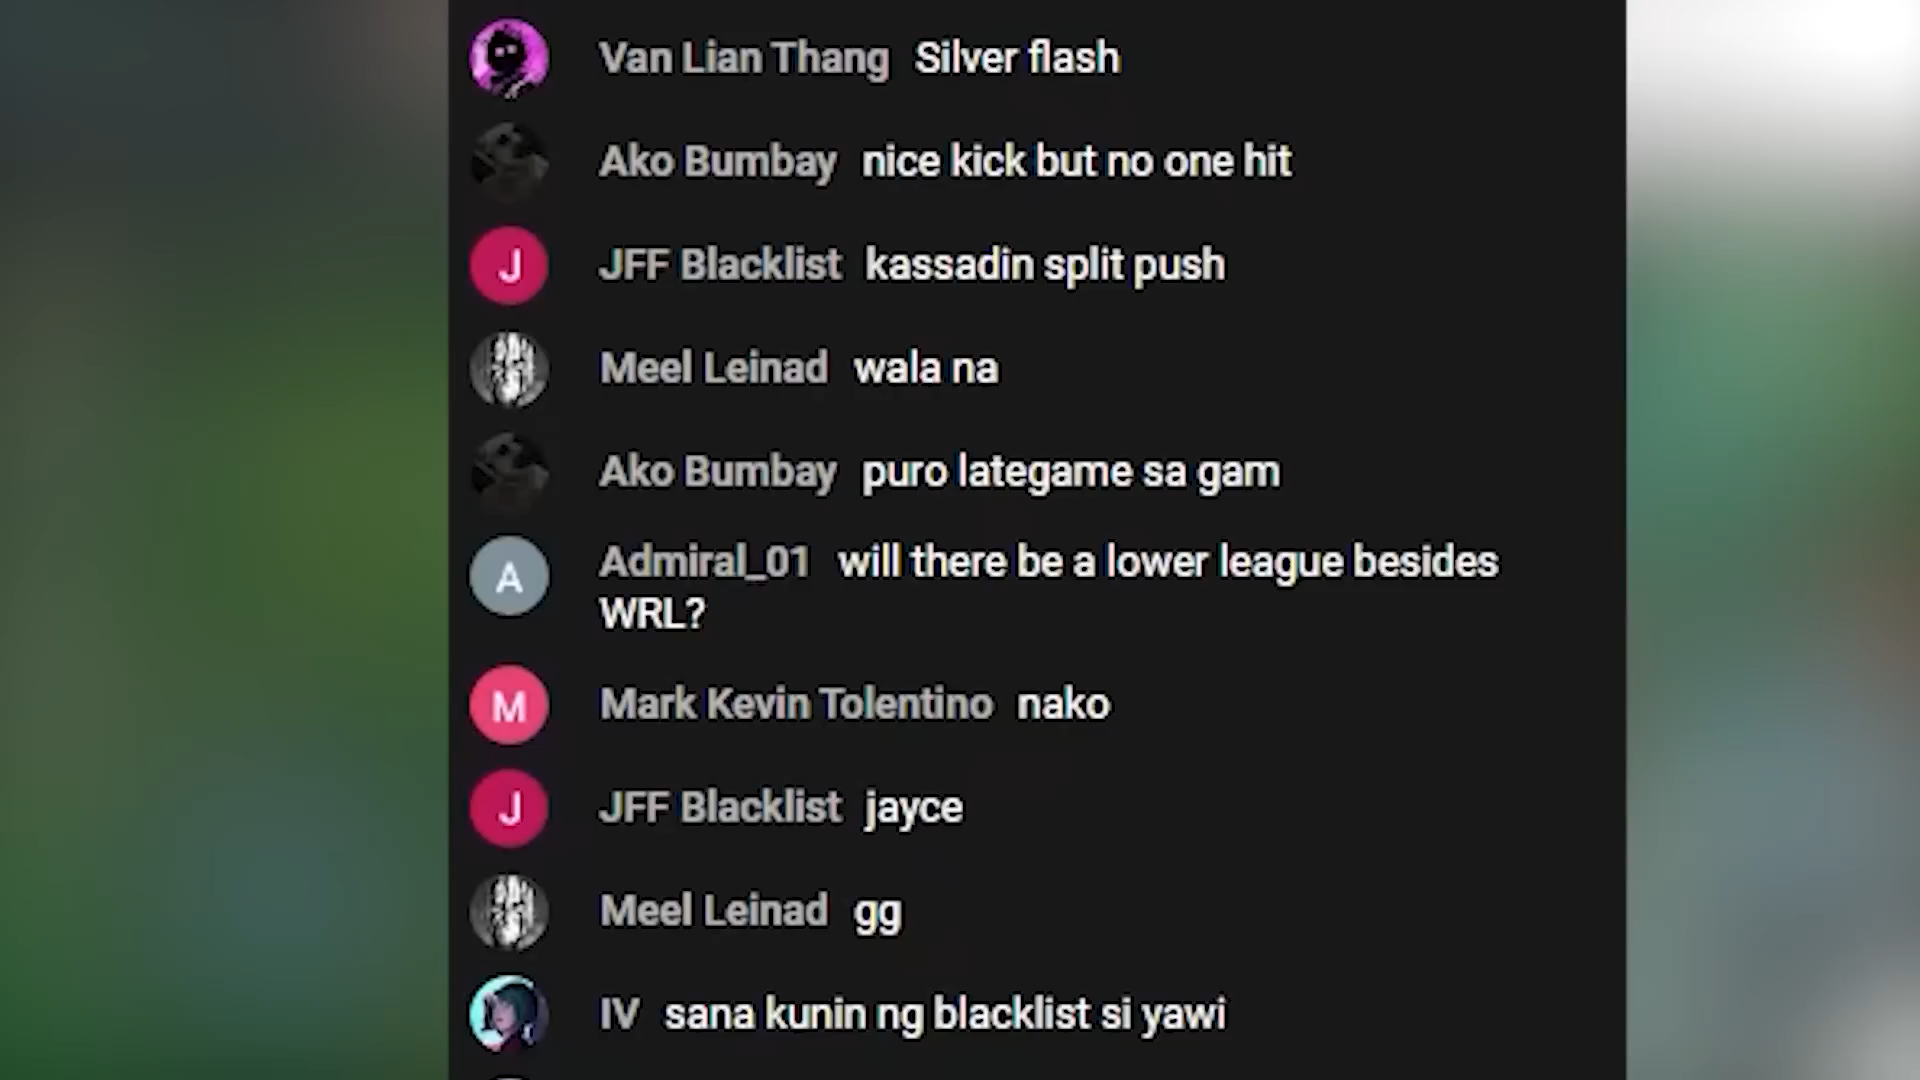 Van Lian Thang Silver flash
Ako Bumbay nice kick but no one hit
J JFF Blacklist kassadin split push
Meel Leinad wala na
Ako Bumbay puro lategame sa gam
A Admiral_01 will there be a lower league besides
WRL?
M Mark Kevin Tolentino nako
J JFF Blacklist jayce
Meel Leinad gg
IV sana kunin ng blacklist si yawi